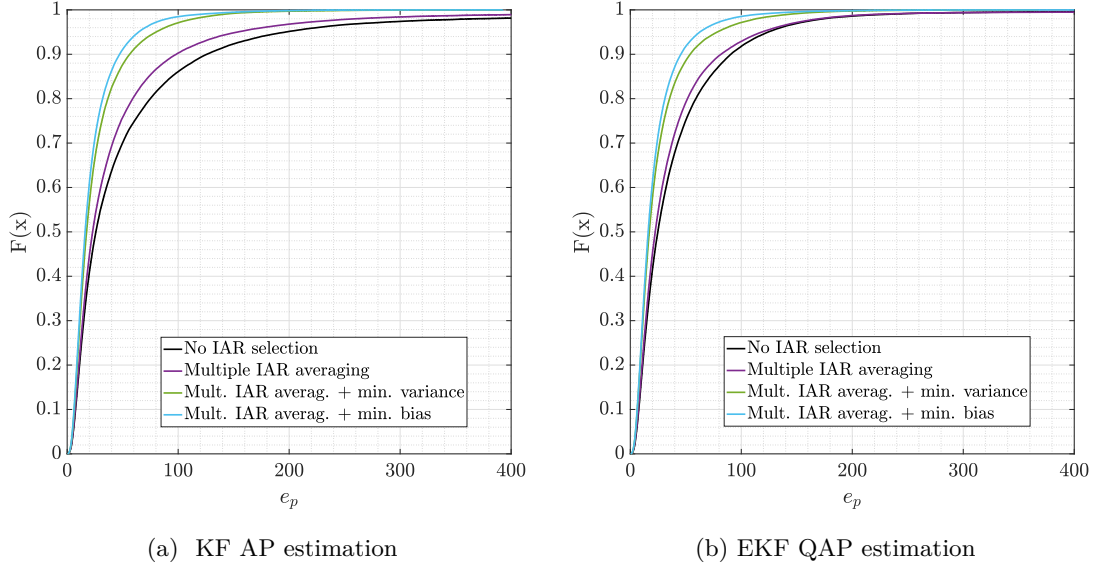 1
0.9
0.8
0.7
0.6
0.5
0.4
0.3
0.2
0.1
0
F(x)
No IAR selection
Multiple IAR averaging
Mult. IAR averag. + min. variance
Mult. IAR averag. + min. bias
0 100 200 300 400
e_p
(a) KF AP estimation
1
0.9
0.8
0.7
0.6
0.5
0.4
0.3
0.2
0.1
0
F(x)
No IAR selection
Multiple IAR averaging
Mult. IAR averag. + min. variance
Mult. IAR averag. + min. bias
0 100 200 300 400
e_p
(b) EKF QAP estimation